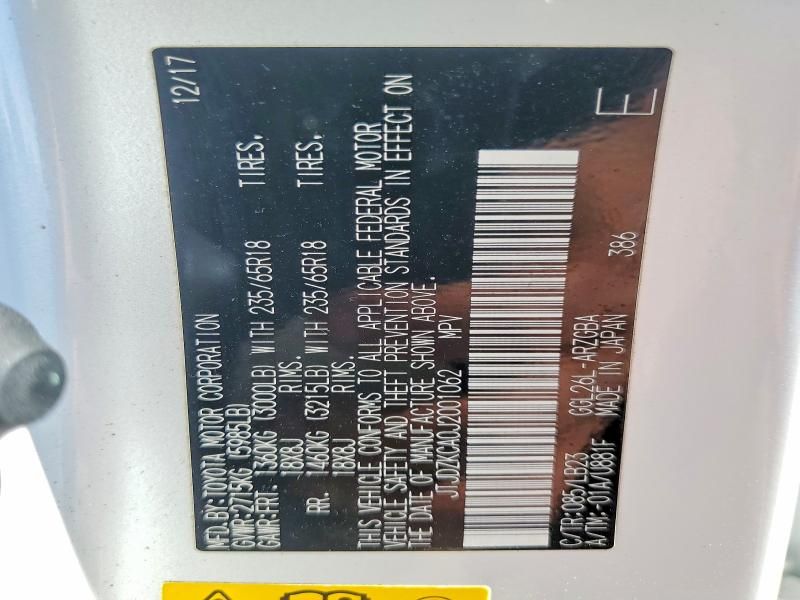 MFD.BY:TOYOTA MOTOR CORPORATION 12/17
GVWR:2715KG (5985LB)
GAWR:FRT. 1360KG (3000LB) WITH 235/65R18 TIRES,
18X8J RIMS.
RR. 1460KG (3215LB) WITH 235/65R18 TIRES,
18X8J RIMS.
THIS VEHICLE CONFORMS TO ALL APPLICABLE FEDERAL MOTOR
VEHICLE SAFETY AND THEFT PREVENTION STANDARDS IN EFFECT ON
THE DATE OF MANUFACTURE SHOWN ABOVE.
JTJDZKCA0J2001062 MPV
C/TR:085/LB23 GGL26L-ARZGBA
A/TM:-01A/U881F MADE IN JAPAN 386 E